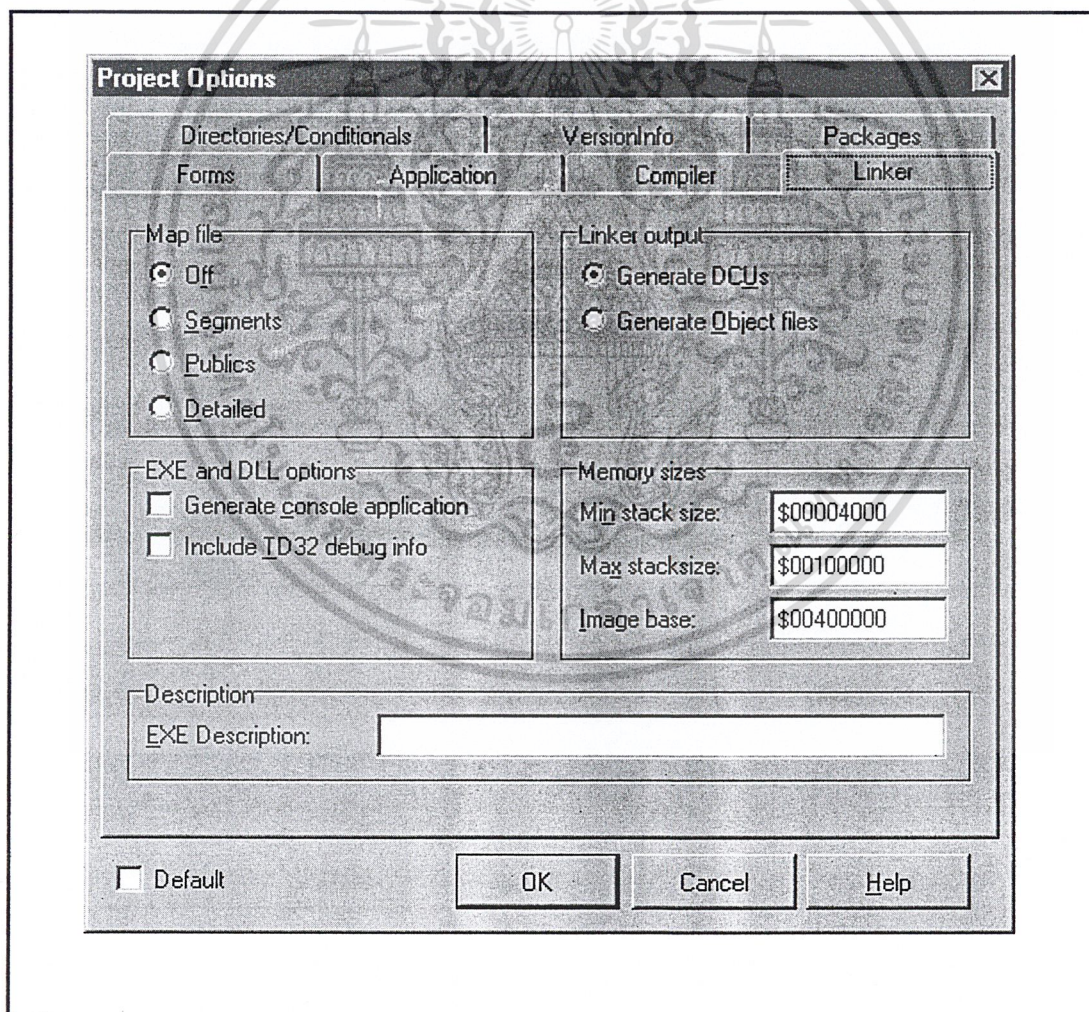 Project Options
Directories/Conditionals
VersionInfo
Packages
Forms
Application
Compiler
Linker
Map file
Off
Segments
Publics
Detailed
Linker output
Generate DCUs
Generate Object files
EXE and DLL options
Generate console application
Include TD32 debug info
Memory sizes
Min stack size:
$00004000
Max stacksize:
$00100000
Image base:
$00400000
Description
EXE Description:
Default
OK
Cancel
Help